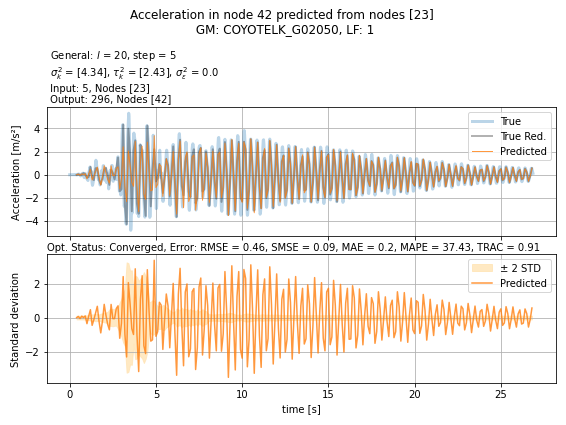 Acceleration in node 42 predicted from nodes [23]
GM: COYOTELK_G02050, LF: 1
General: l = 20, step = 5
σ²ₖ = [4.34], τ²ₖ = [2.43], σ²ε = 0.0
Input: 5, Nodes [23]
Output: 296, Nodes [42]
Acceleration [m/s²]
4
2
0
−2
−4
True
True Red.
Predicted
Opt. Status: Converged, Error: RMSE = 0.46, SMSE = 0.09, MAE = 0.2, MAPE = 37.43, TRAC = 0.91
Standard deviation
2
0
−2
± 2 STD
Predicted
0 5 10 15 20 25
time [s]